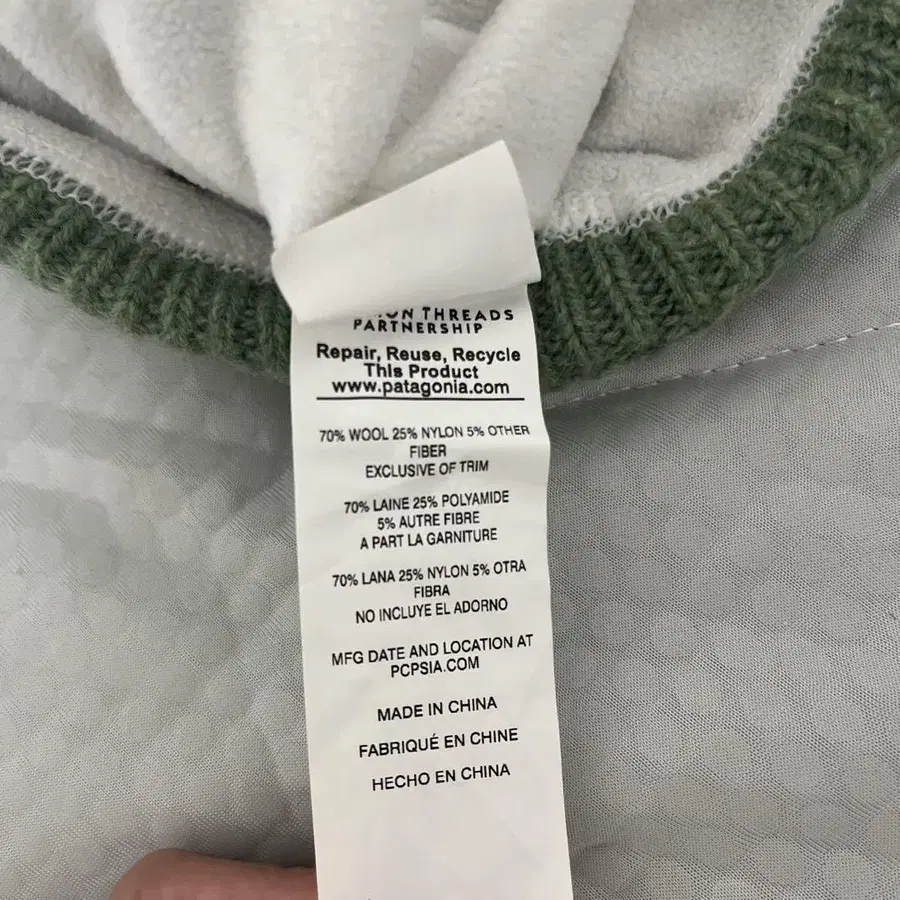 THREADS
PARTNERSHIP
Repair, Reuse, Recycle
This Product
www.patagonia.com
70% WOOL 25% NYLON 5% OTHER
FIBER
EXCLUSIVE OF TRIM
70% LAINE 25% POLYAMIDE
5% AUTRE FIBRE
A PART LA GARNITURE
70% LANA 25% NYLON 5% OTRA
FIBRA
NO INCLUYE EL ADORNO
MFG DATE AND LOCATION AT
PCPSIA.COM
MADE IN CHINA
FABRIQUÉ EN CHINE
HECHO EN CHINA